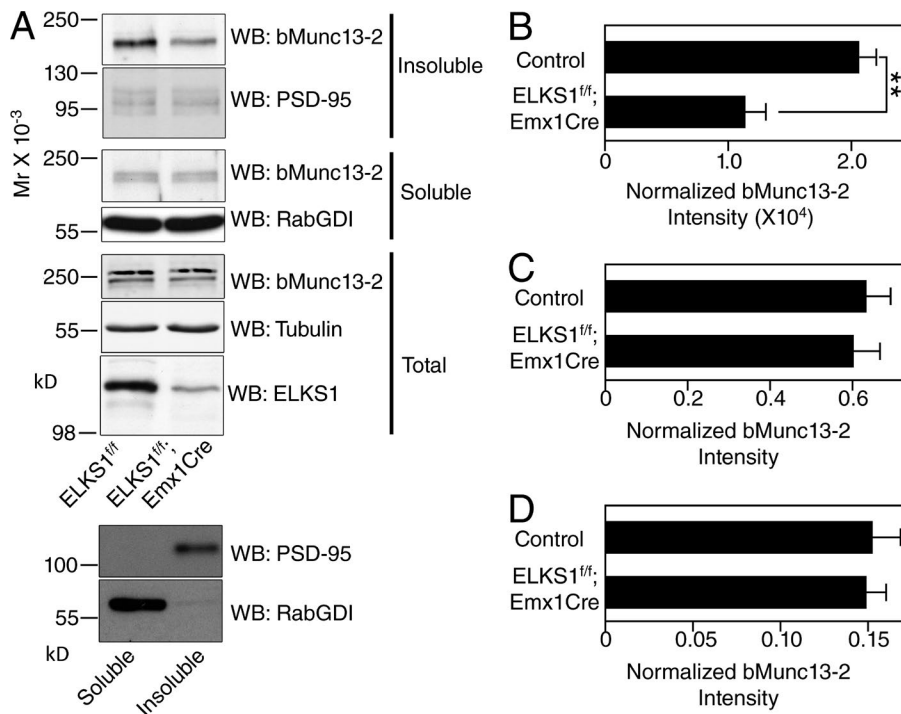 A
Mr X 10-3
250
WB: bMunc13-2
130
95
WB: PSD-95
Insoluble
250
WB: bMunc13-2
55
WB: RabGDI
Soluble
250
WB: bMunc13-2
55
WB: Tubulin
kD
WB: ELKS1
98
Total
ELKS1f/f
ELKS1f/f;
Emx1Cre
100
WB: PSD-95
55
WB: RabGDI
kD
Soluble
Insoluble
B
Control
ELKS1f/f;
Emx1Cre
**
0 1.0 2.0
Normalized bMunc13-2
Intensity (X104)
C
Control
ELKS1f/f;
Emx1Cre
0 0.2 0.4 0.6
Normalized bMunc13-2
Intensity
D
Control
ELKS1f/f;
Emx1Cre
0 0.05 0.10 0.15
Normalized bMunc13-2
Intensity